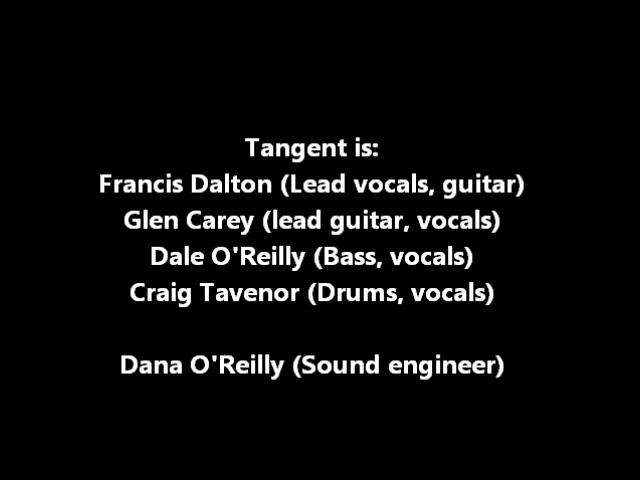 Tangent is:
Francis Dalton (Lead vocals, guitar)
Glen Carey (lead guitar, vocals)
Dale O'Reilly (Bass, vocals)
Craig Tavenor (Drums, vocals)
Dana O'Reilly (Sound engineer)